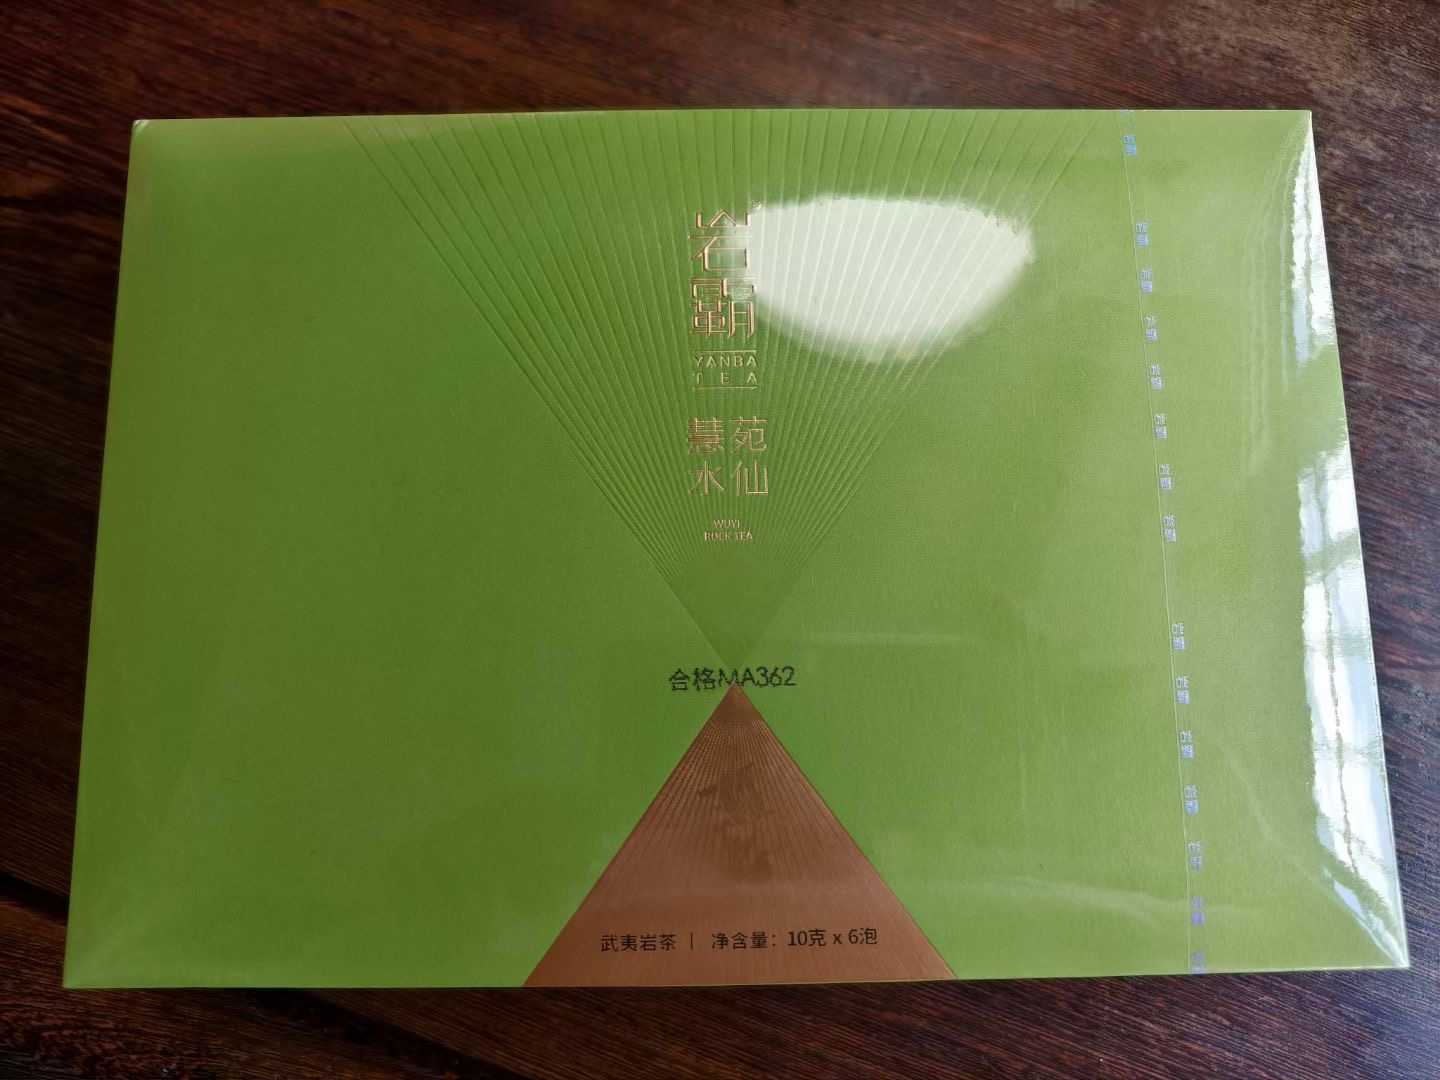 岩
霸
YANBA
TEA
慧苑
水仙
WUYI
ROCK TEA
合格MA362
武夷岩茶 | 净含量：10克 x 6泡